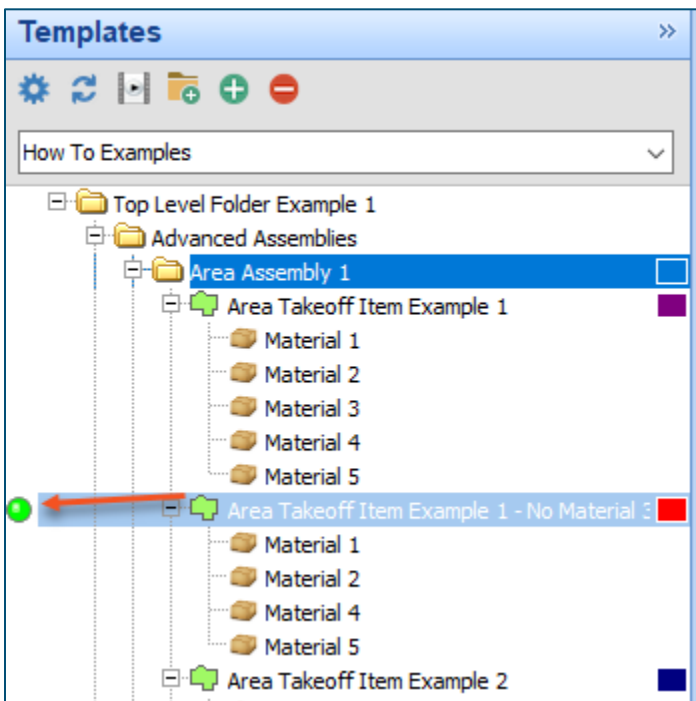 Templates
How To Examples
Top Level Folder Example 1
Advanced Assemblies
Area Assembly 1
Area Takeoff Item Example 1
Material 1
Material 2
Material 3
Material 4
Material 5
Area Takeoff Item Example 1 - No Material 3
Material 1
Material 2
Material 4
Material 5
Area Takeoff Item Example 2